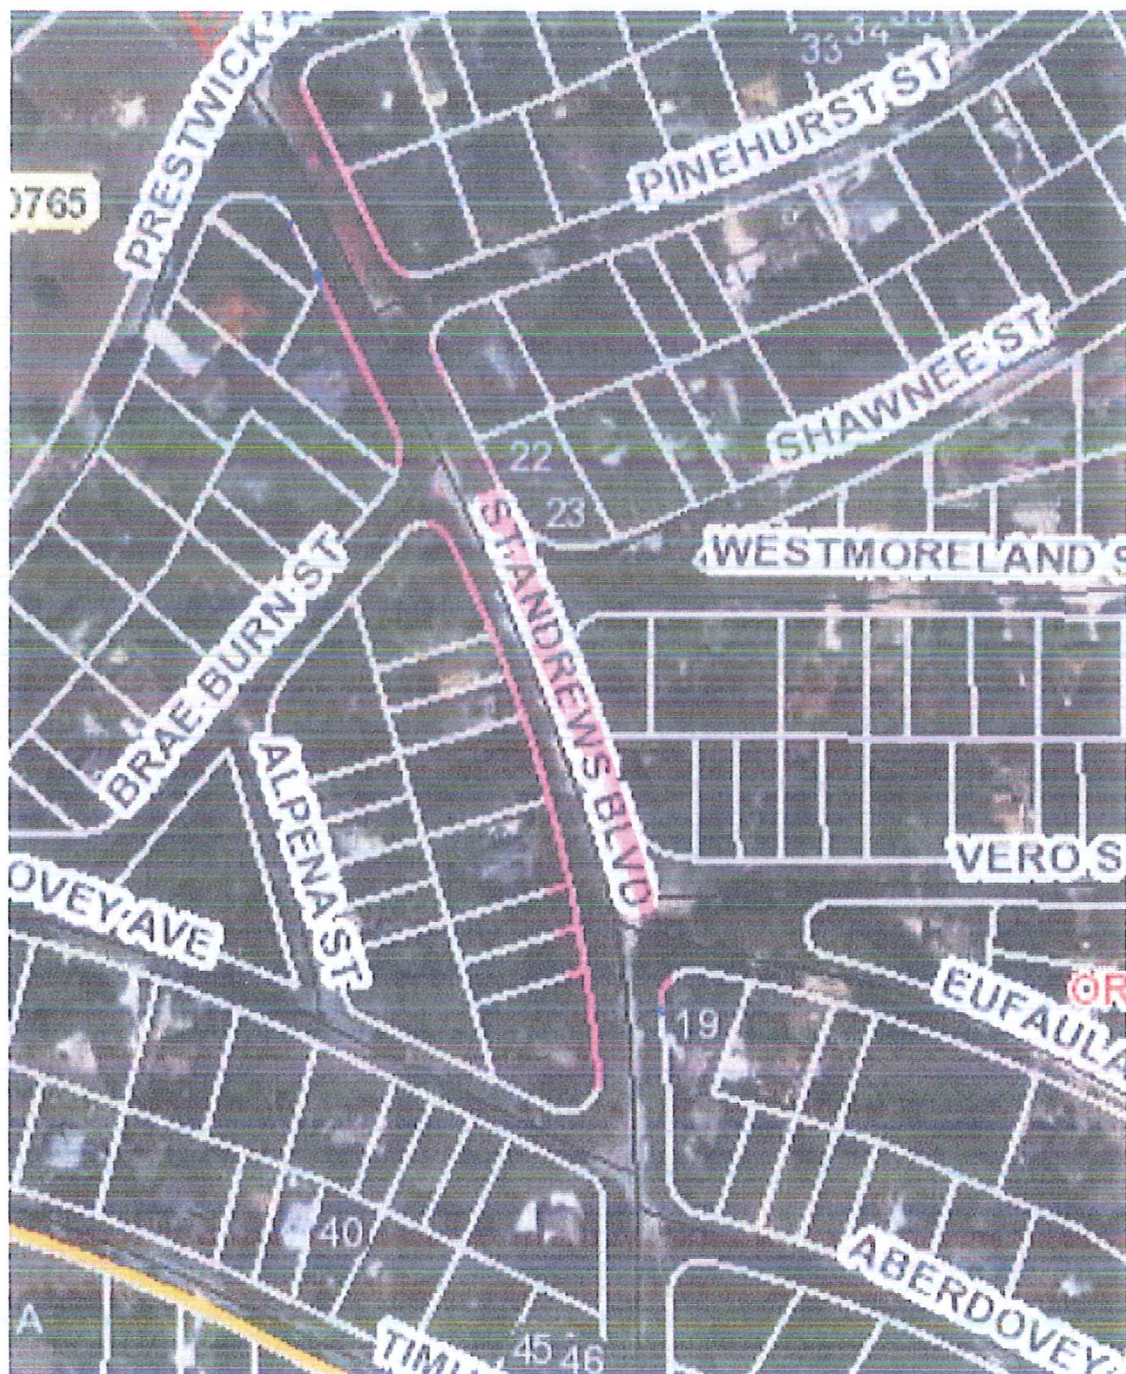 33 34
PRESTWICK
PINEHURST ST
0765
SHAWNEE ST
22
23
WESTMORELAND S
ST. ANDREWS BLVD
BRAE-BURN ST
ALPENA ST
VERO S
OVEY AVE
EUFAULA
OR
19
40
ABERDOVEY
A
45 46